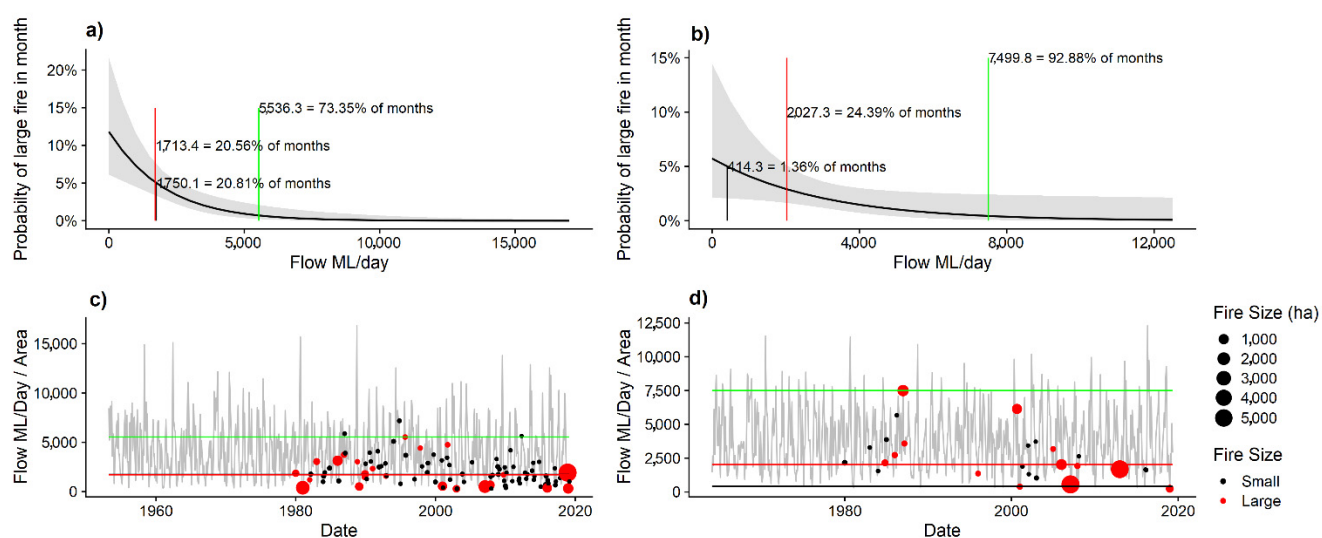 a)
Probability of large fire in month
20%
15%
10%
5%
0%
5,536.3 = 73.35% of months
1,713.4 = 20.56% of months
1,750.1 = 20.81% of months
0
5,000
10,000
15,000
Flow ML/day
b)
Probability of large fire in month
15%
10%
5%
0%
7,499.8 = 92.88% of months
2,027.3 = 24.39% of months
414.3 = 1.36% of months
0
4,000
8,000
12,000
Flow ML/day
c)
Flow ML/Day / Area
15,000
10,000
5,000
0
1960
1980
2000
2020
Date
d)
Flow ML/Day / Area
12,500
10,000
7,500
5,000
2,500
0
1980
2000
2020
Date
Fire Size (ha)
1,000
2,000
3,000
4,000
5,000
Fire Size
Small
Large